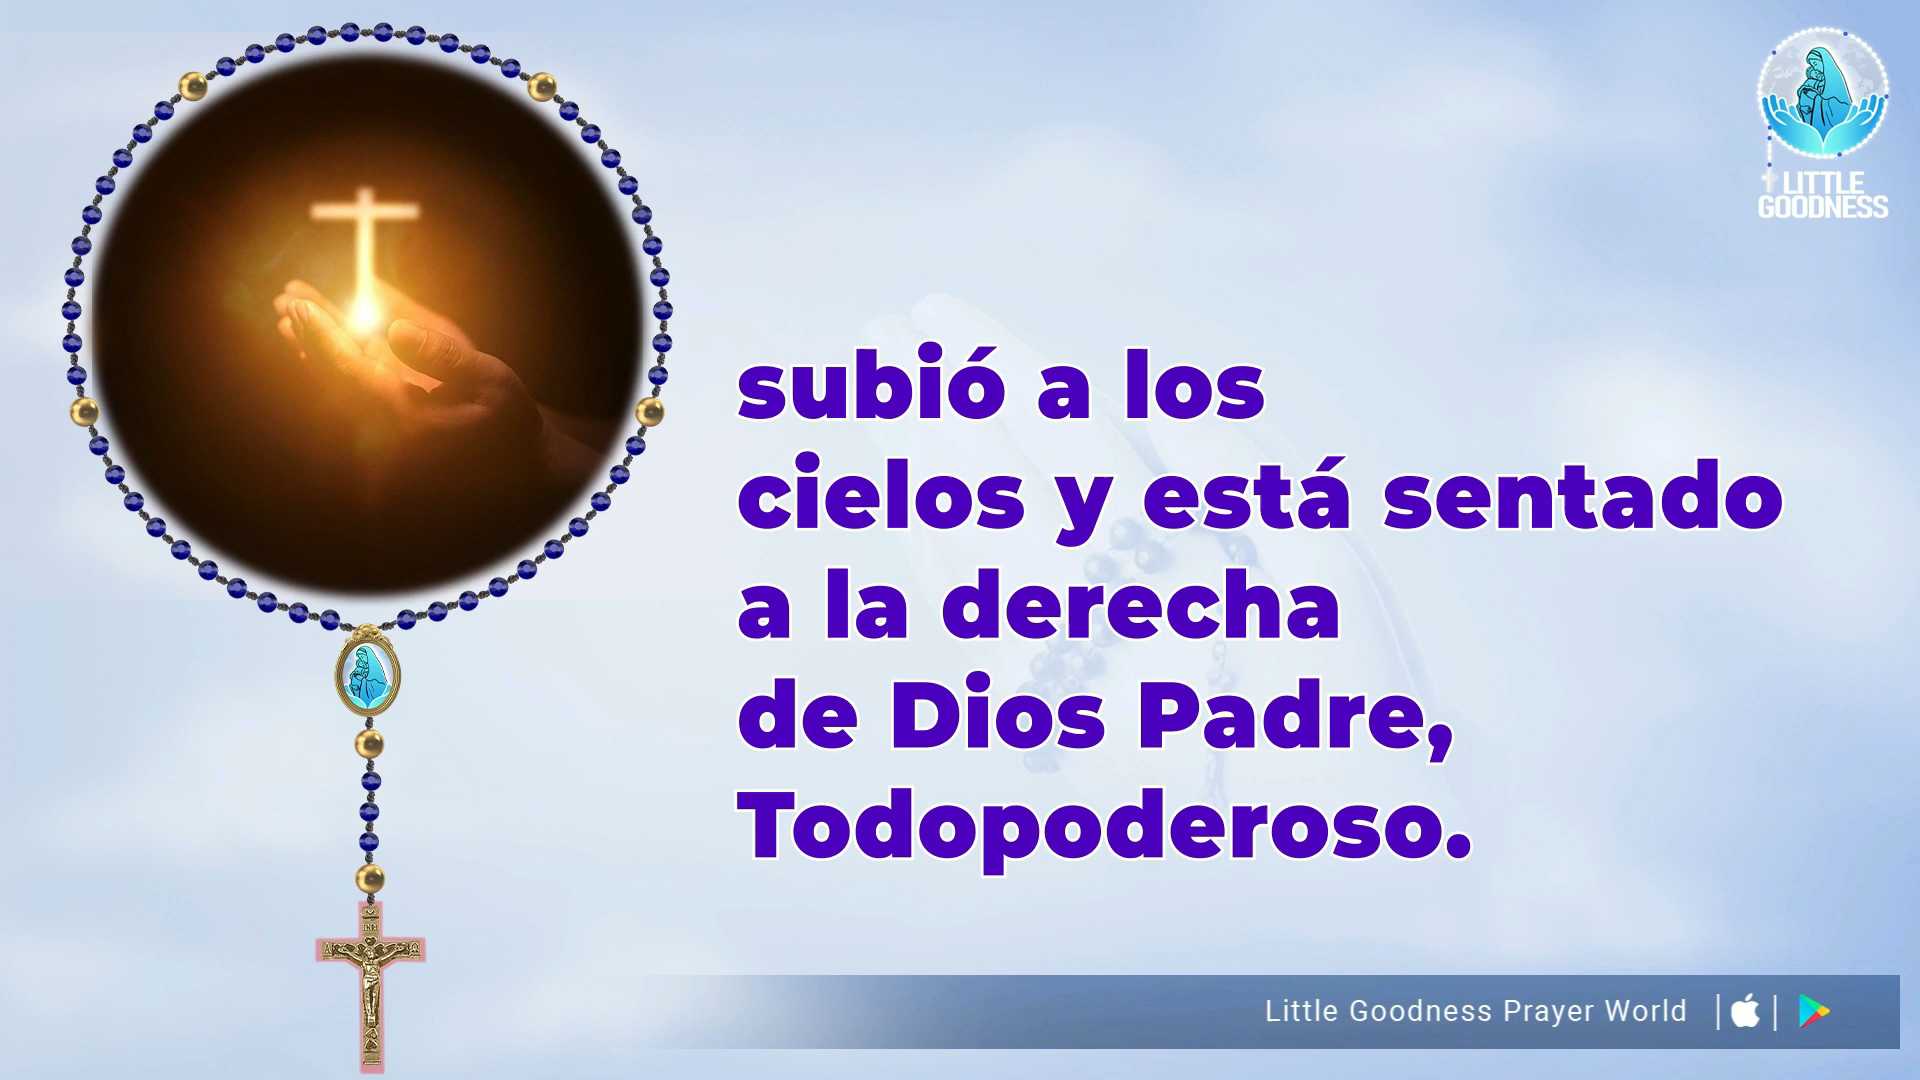 LITTLE
GOODNESS
subió a los
cielos y está sentado
a la derecha
de Dios Padre,
Todopoderoso.
INRI
A Ω
Little Goodness Prayer World